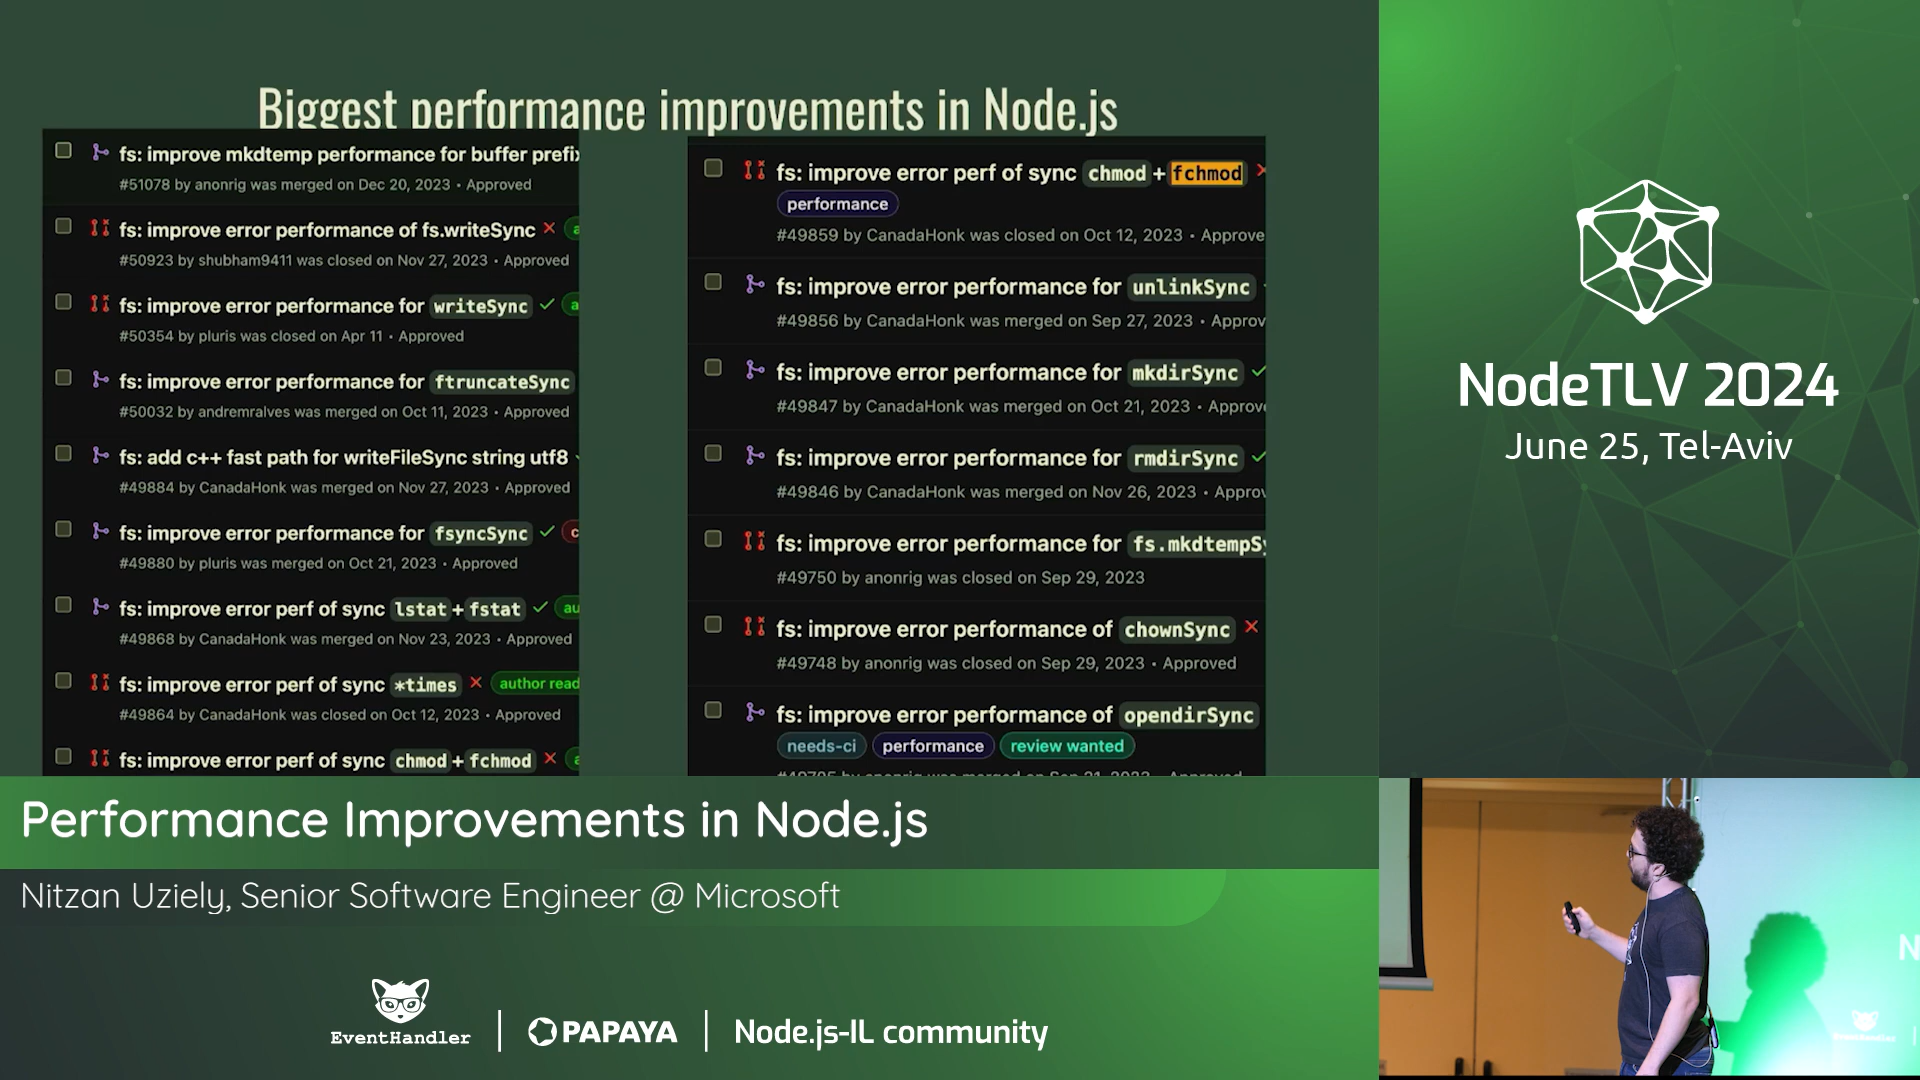 Biggest performance improvements in Node.js
fs: improve mkdtemp performance for buffer prefix
#51078 by anonrig was merged on Dec 20, 2023 • Approved
fs: improve error performance of fs.writeSync
#50923 by shubham9411 was closed on Nov 27, 2023 • Approved
fs: improve error performance for writeSync
#50354 by pluris was closed on Apr 11 • Approved
fs: improve error performance for ftruncateSync
#50032 by andremralves was merged on Oct 11, 2023 • Approved
fs: add c++ fast path for writeFileSync string utf8
#49884 by CanadaHonk was merged on Nov 27, 2023 • Approved
fs: improve error performance for fsyncSync c
#49880 by pluris was merged on Oct 21, 2023 • Approved
fs: improve error perf of sync lstat+fstat au
#49868 by CanadaHonk was merged on Nov 23, 2023 • Approved
fs: improve error perf of sync *times author read
#49864 by CanadaHonk was closed on Oct 12, 2023 • Approved
fs: improve error perf of sync chmod+fchmod
fs: improve error perf of sync chmod+fchmod
performance
#49859 by CanadaHonk was closed on Oct 12, 2023 • Approve
fs: improve error performance for unlinkSync
#49856 by CanadaHonk was merged on Sep 27, 2023 • Approv
fs: improve error performance for mkdirSync
#49847 by CanadaHonk was merged on Oct 21, 2023 • Approve
fs: improve error performance for rmdirSync
#49846 by CanadaHonk was merged on Nov 26, 2023 • Approv
fs: improve error performance for fs.mkdtempSy
#49750 by anonrig was closed on Sep 29, 2023
fs: improve error performance of chownSync
#49748 by anonrig was closed on Sep 29, 2023 • Approved
fs: improve error performance of opendirSync
needs-ci performance review wanted
NodeTLV 2024
June 25, Tel-Aviv
Performance Improvements in Node.js
Nitzan Uziely, Senior Software Engineer @ Microsoft
EventHandler | PAPAYA | Node.js-IL community